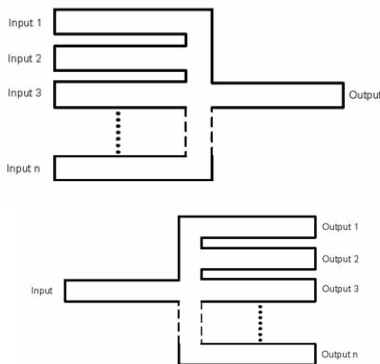 Input 1
Input 2
Input 3
Output
Input n
Output 1
Output 2
Input
Output 3
Output n